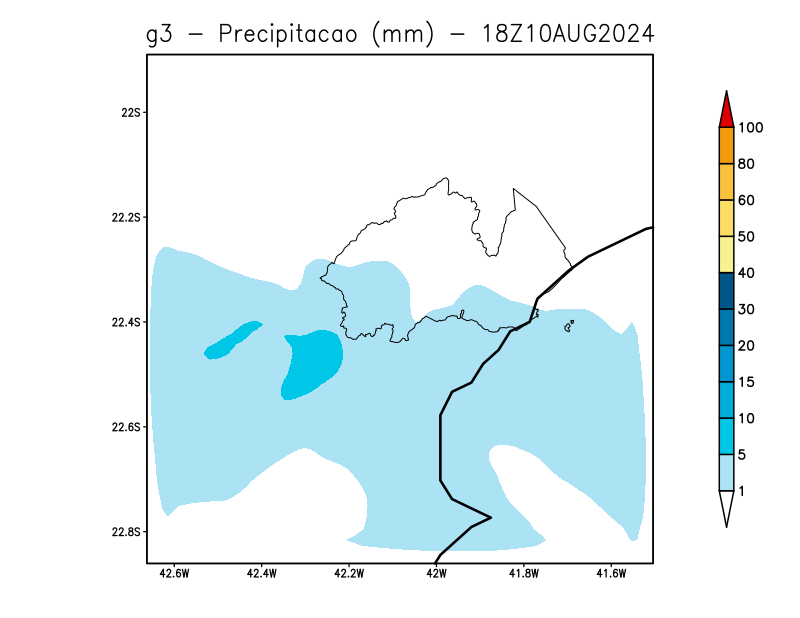 g3 - Precipitacao (mm) - 18Z10AUG2024
22S
22.2S
22.4S
22.6S
22.8S
42.6W
42.4W
42.2W
42W
41.8W
41.6W
100
80
60
50
40
30
20
15
10
5
1